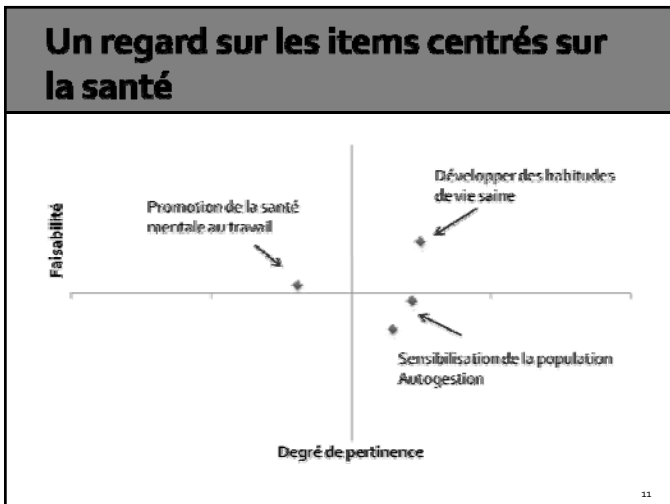 Un regard sur les items centrés sur
la santé
Développer des habitudes
de vie saine
Promotion de la santé
mentale au travail
Faisabilité
Sensibilisation de la population
Autogestion
Degré de pertinence
11